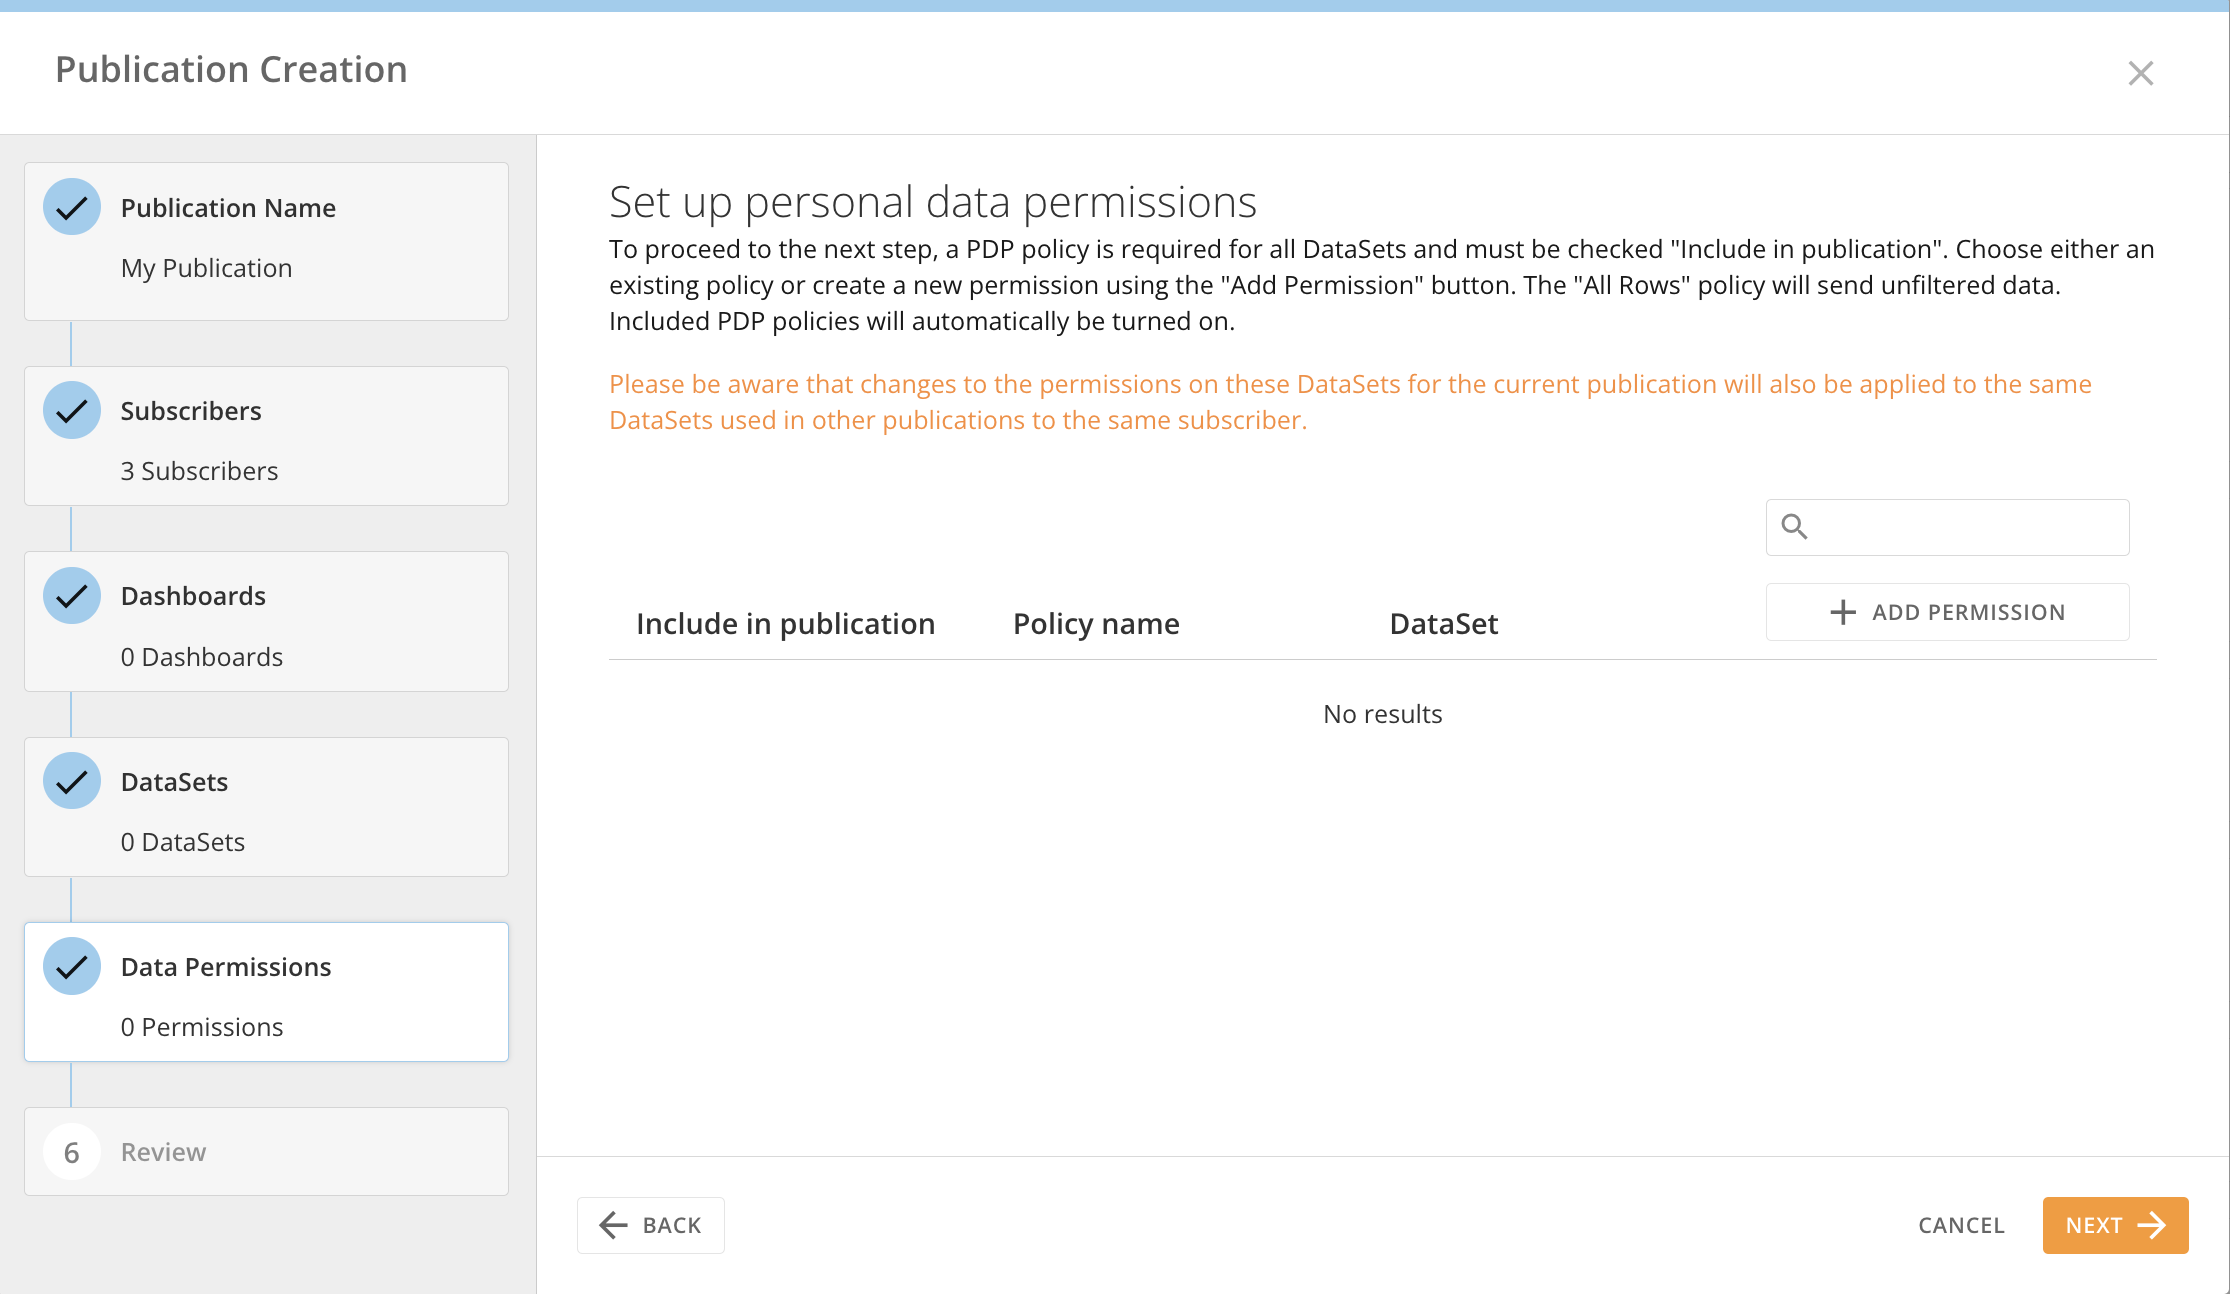 Publication Creation
Publication Name
My Publication
Subscribers
3 Subscribers
Dashboards
0 Dashboards
DataSets
0 DataSets
Data Permissions
0 Permissions
6 Review
Set up personal data permissions
To proceed to the next step, a PDP policy is required for all DataSets and must be checked "Include in publication". Choose either an
existing policy or create a new permission using the "Add Permission" button. The "All Rows" policy will send unfiltered data.
Included PDP policies will automatically be turned on.
Please be aware that changes to the permissions on these DataSets for the current publication will also be applied to the same
DataSets used in other publications to the same subscriber.
Include in publication Policy name DataSet ADD PERMISSION
No results
BACK CANCEL NEXT